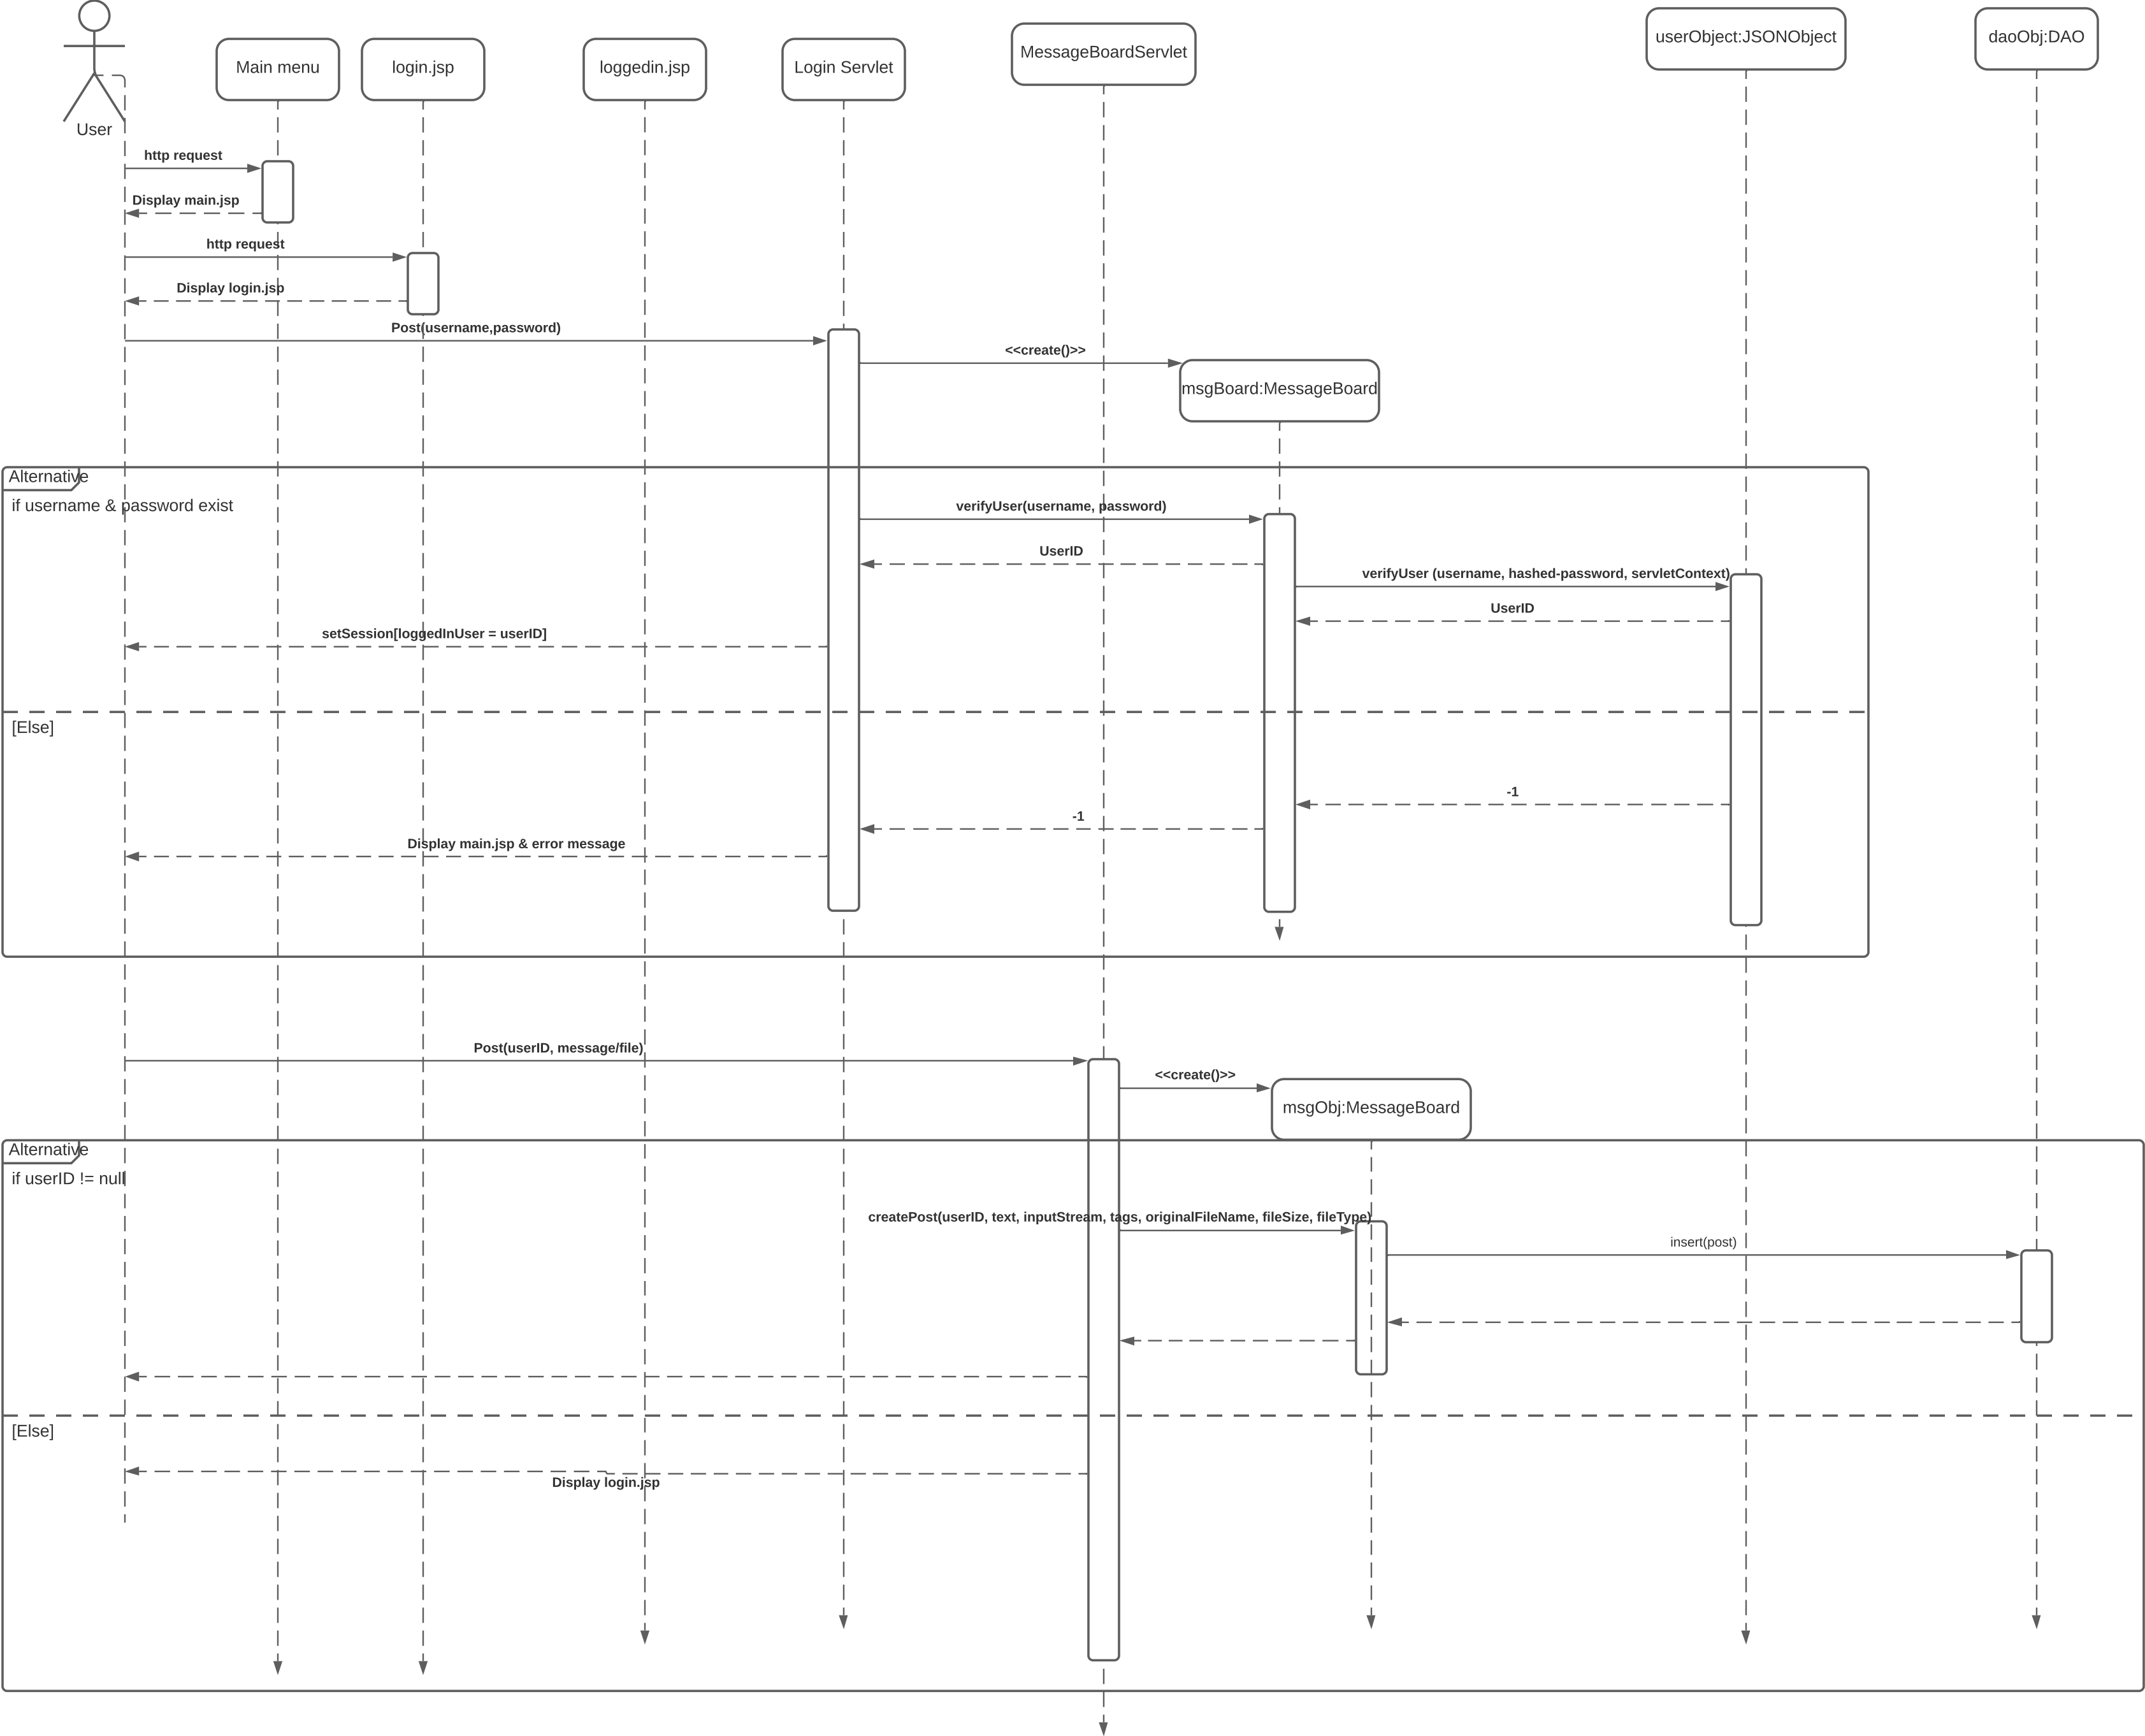 userObject:JSONObject
daoObj:DAO
MessageBoardServlet
Main menu
login.jsp
loggedin.jsp
Login Servlet
User
http request
Display main.jsp
http request
Display login.jsp
Post(username,password)
<<create()>>
msgBoard:MessageBoard
Alternative
if username & password exist
verifyUser(username, password)
UserID
verifyUser (username, hashed-password, servletContext)
UserID
setSession[loggedInUser = userID]
[Else]
-1
-1
Display main.jsp & error message
Post(userID, message/file)
<<create()>>
msgObj:MessageBoard
Alternative
if userID != null
createPost(userID, text, inputStream, tags, originalFileName, fileSize, fileType)
insert(post)
[Else]
Display login.jsp